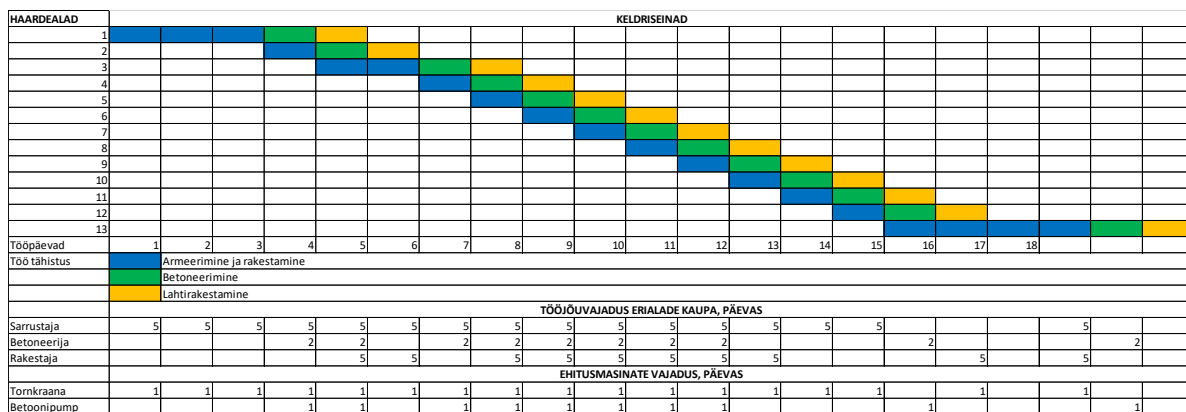 HAARDEALAD KELDRISEINAD
1
2
3
4
5
6
7
8
9
10
11
12
13
Tööpäevad 1 2 3 4 5 6 7 8 9 10 11 12 13 14 15 16 17 18
Töö tähistus Armeerimine ja rakestamine
Betoneerimine
Lahtirakestamine
TÖÖJÕUVAJADUS ERIALADE KAUPA, PÄEVAS
Sarrustaja 5 5 5 5 5 5 5 5 5 5 5 5 5 5 5 5
Betoneerija 2 2 2 2 2 2 2 2 2 2
Rakestaja 5 5 5 5 5 5 5 5 5 5
EHITUSMASINATE VAJADUS, PÄEVAS
Tornkraana 1 1 1 1 1 1 1 1 1 1 1 1 1 1 1 1 1
Betoonipump 1 1 1 1 1 1 1 1 1 1